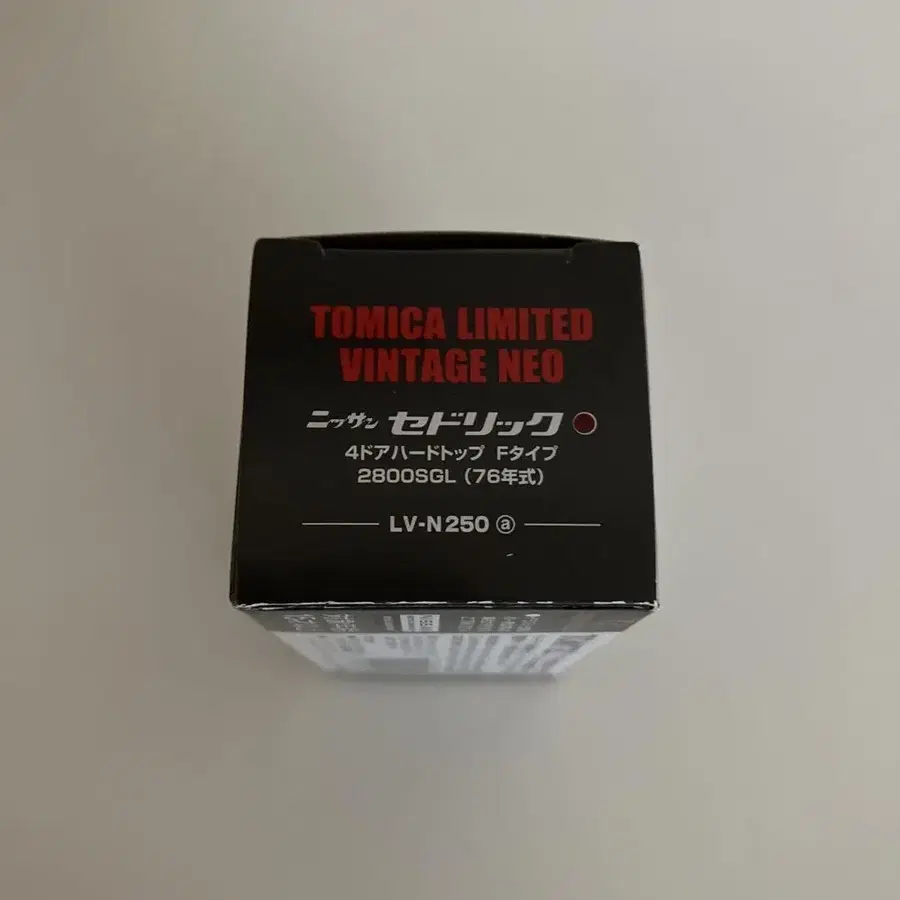 TOMICA LIMITED
VINTAGE NEO
ニッサン セドリック
4ドアハードトップ Fタイプ
2800SGL(76年式)
LV-N250 ⓐ